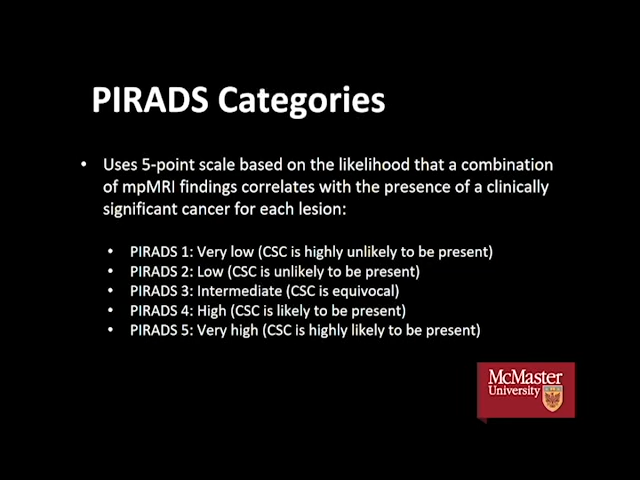 PIRADS Categories
• Uses 5-point scale based on the likelihood that a combination
of mpMRI findings correlates with the presence of a clinically
significant cancer for each lesion:
• PIRADS 1: Very low (CSC is highly unlikely to be present)
• PIRADS 2: Low (CSC is unlikely to be present)
• PIRADS 3: Intermediate (CSC is equivocal)
• PIRADS 4: High (CSC is likely to be present)
• PIRADS 5: Very high (CSC is highly likely to be present)
McMaster
University